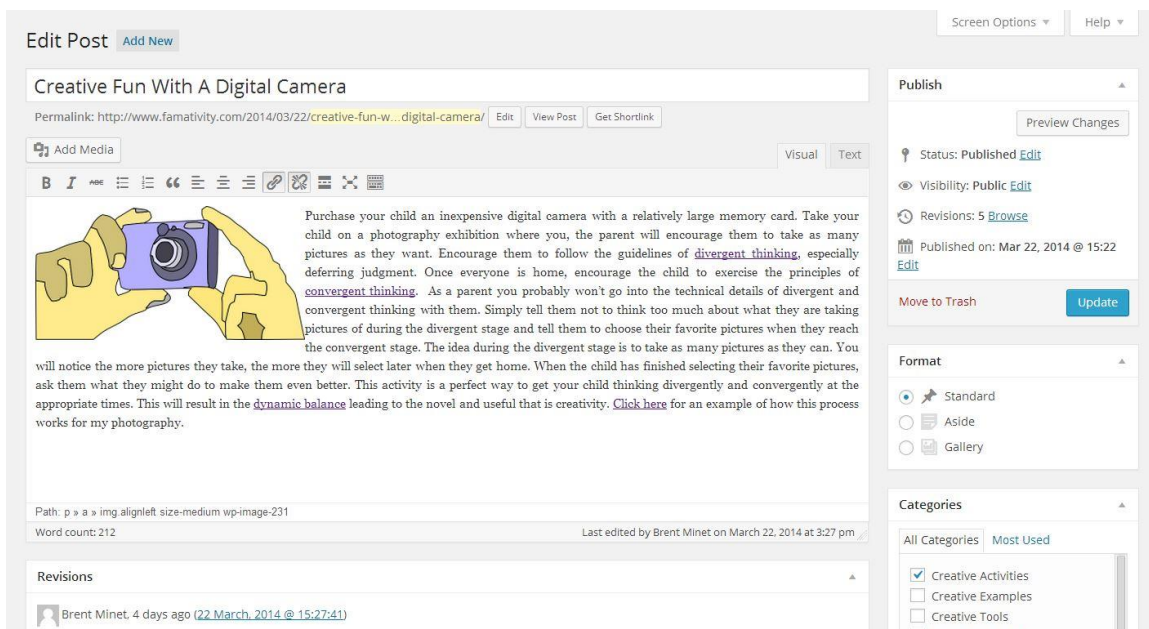 Screen Options
Help
Edit Post
Add New
Creative Fun With A Digital Camera
Permalink: http://www.famativity.com/2014/03/22/creative-fun-w…digital-camera/
Edit
View Post
Get Shortlink
Add Media
Visual
Text
B I ABE
Purchase your child an inexpensive digital camera with a relatively large memory card. Take your
child on a photography exhibition where you, the parent will encourage them to take as many
pictures as they want. Encourage them to follow the guidelines of divergent thinking, especially
deferring judgment. Once everyone is home, encourage the child to exercise the principles of
convergent thinking. As a parent you probably won't go into the technical details of divergent and
convergent thinking with them. Simply tell them not to think too much about what they are taking
pictures of during the divergent stage and tell them to choose their favorite pictures when they reach
the convergent stage. The idea during the divergent stage is to take as many pictures as they can. You
will notice the more pictures they take, the more they will select later when they get home. When the child has finished selecting their favorite pictures,
ask them what they might do to make them even better. This activity is a perfect way to get your child thinking divergently and convergently at the
appropriate times. This will result in the dynamic balance leading to the novel and useful that is creativity. Click here for an example of how this process
works for my photography.
Path: p » a » img.alignleft size-medium wp-image-231
Word count: 212
Last edited by Brent Minet on March 22, 2014 at 3:27 pm
Revisions
Brent Minet, 4 days ago (22 March, 2014 @ 15:27:41)
Publish
Preview Changes
Status: Published Edit
Visibility: Public Edit
Revisions: 5 Browse
Published on: Mar 22, 2014 @ 15:22
Edit
Move to Trash
Update
Format
Standard
Aside
Gallery
Categories
All Categories
Most Used
Creative Activities
Creative Examples
Creative Tools